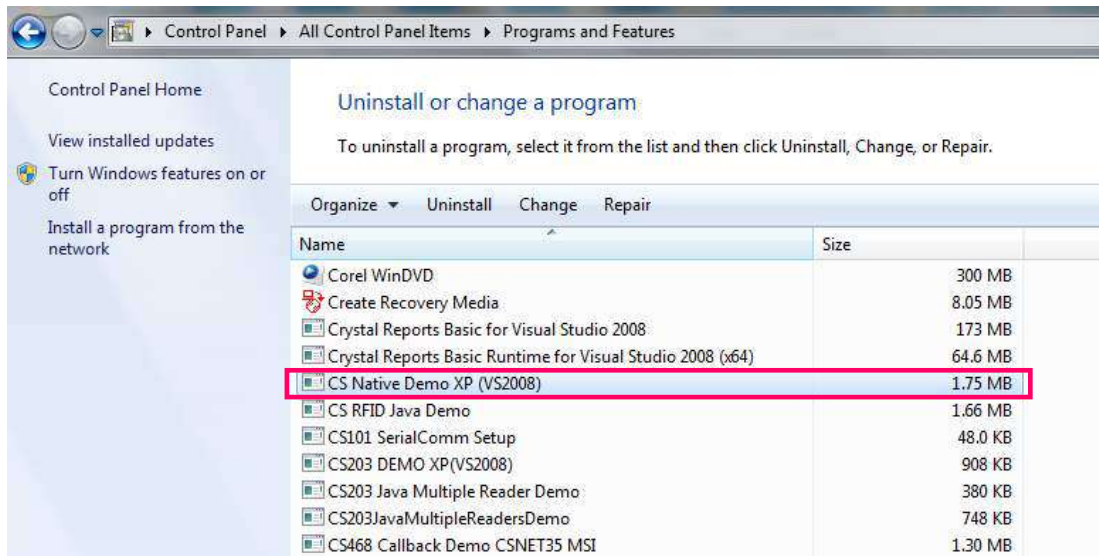 Control Panel All Control Panel Items Programs and Features
Control Panel Home
View installed updates
Turn Windows features on or
off
Install a program from the
network
Uninstall or change a program
To uninstall a program, select it from the list and then click Uninstall, Change, or Repair.
Organize Uninstall Change Repair
Name Size
Corel WinDVD 300 MB
Create Recovery Media 8.05 MB
Crystal Reports Basic for Visual Studio 2008 173 MB
Crystal Reports Basic Runtime for Visual Studio 2008 (x64) 64.6 MB
CS Native Demo XP (VS2008) 1.75 MB
CS RFID Java Demo 1.66 MB
CS101 SerialComm Setup 48.0 KB
CS203 DEMO XP(VS2008) 908 KB
CS203 Java Multiple Reader Demo 380 KB
CS203JavaMultipleReadersDemo 748 KB
CS468 Callback Demo CSNET35 MSI 1.30 MB